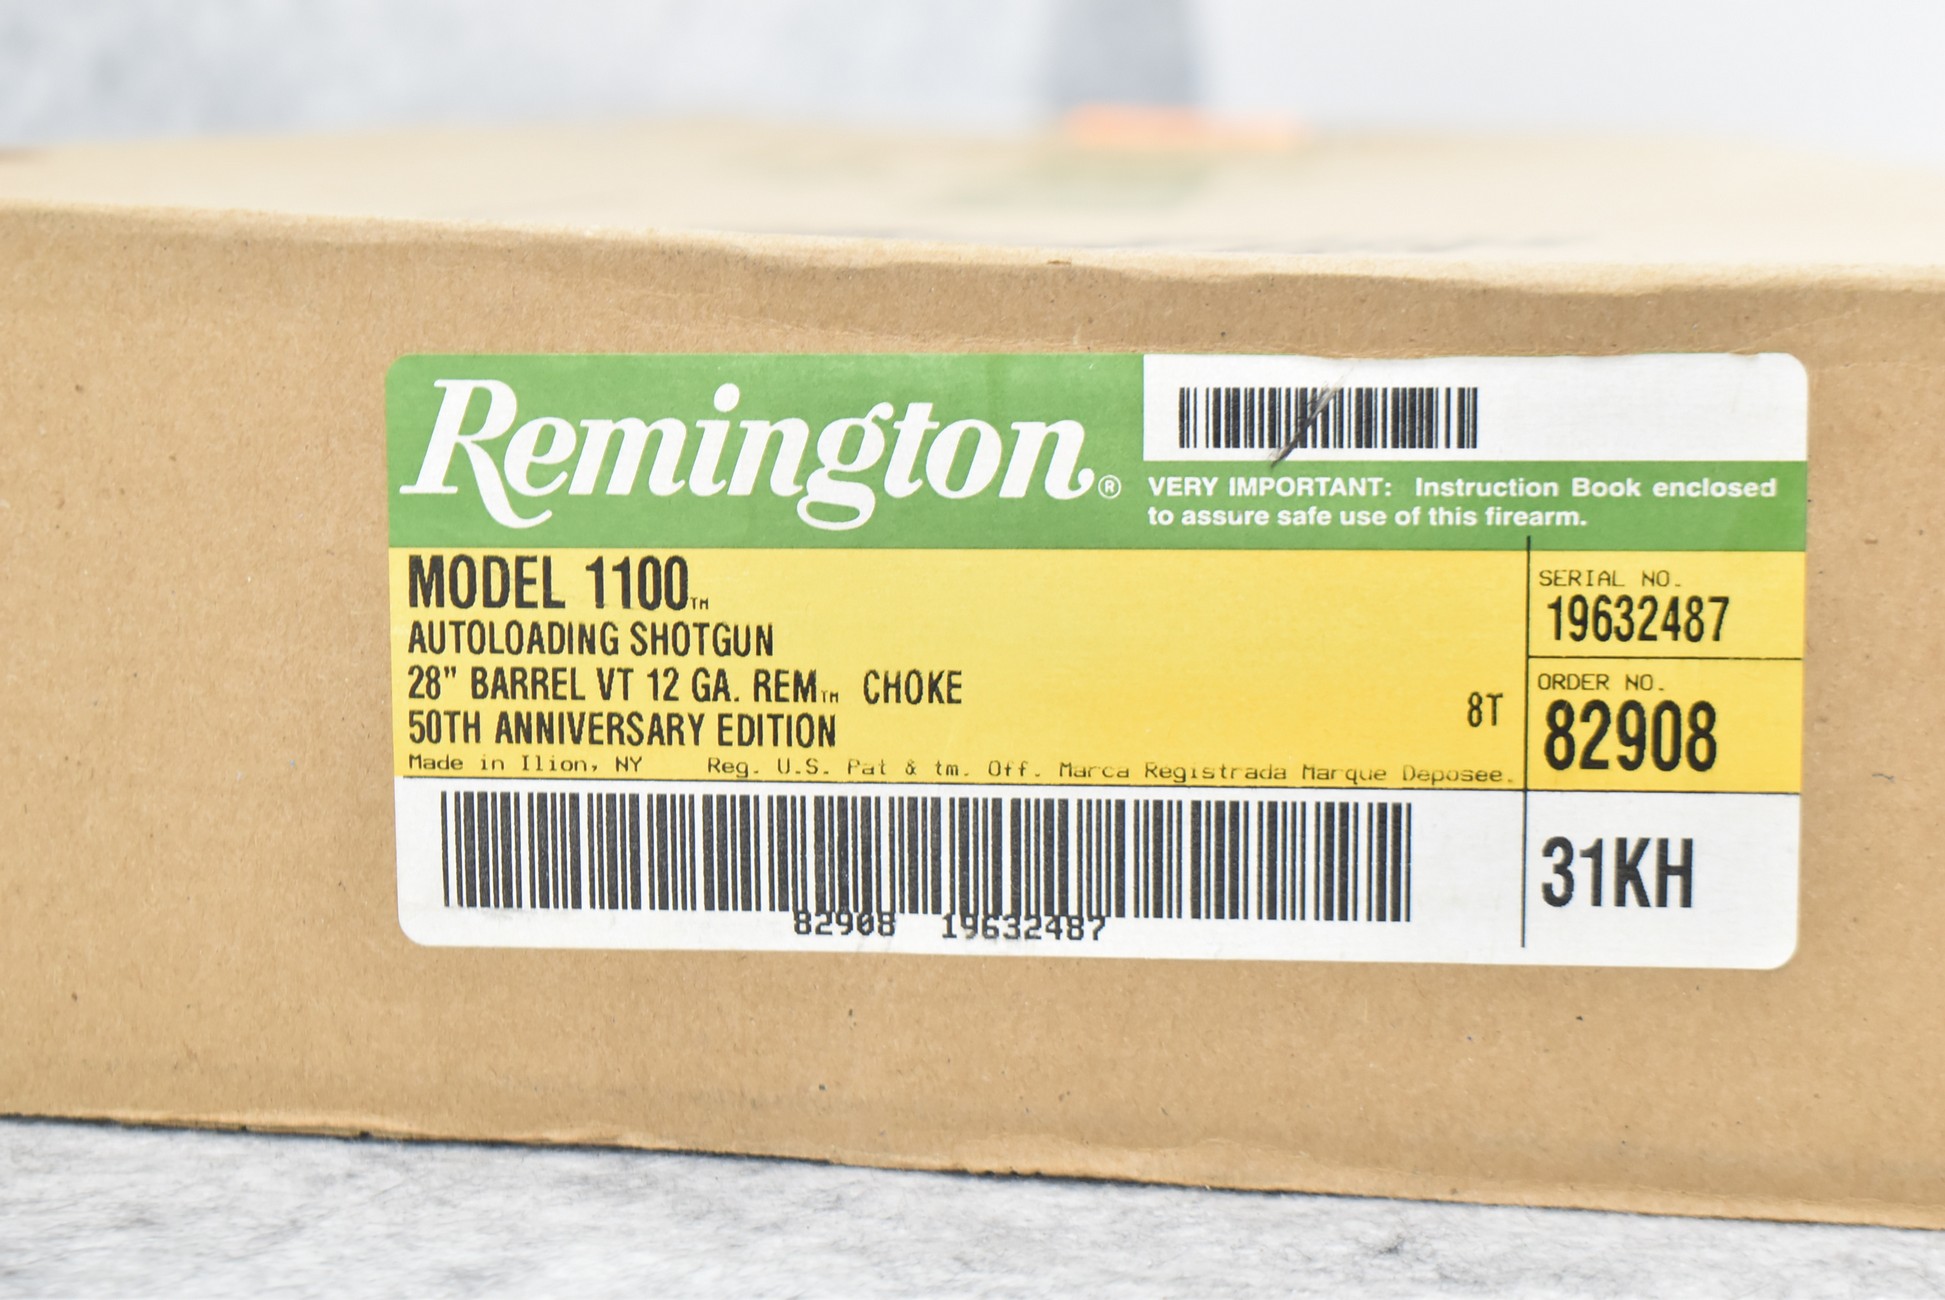 Remington®
VERY IMPORTANT: Instruction Book enclosed
to assure safe use of this firearm.
MODEL 1100TM
AUTOLOADING SHOTGUN
28" BARREL VT 12 GA. REMTM CHOKE
50TH ANNIVERSARY EDITION
8T
Made in Ilion, NY Reg. U.S. Pat & tm. Off. Marca Registrada Marque Deposee.
SERIAL NO.
19632487
ORDER NO.
82908
31KH
82908 19632487